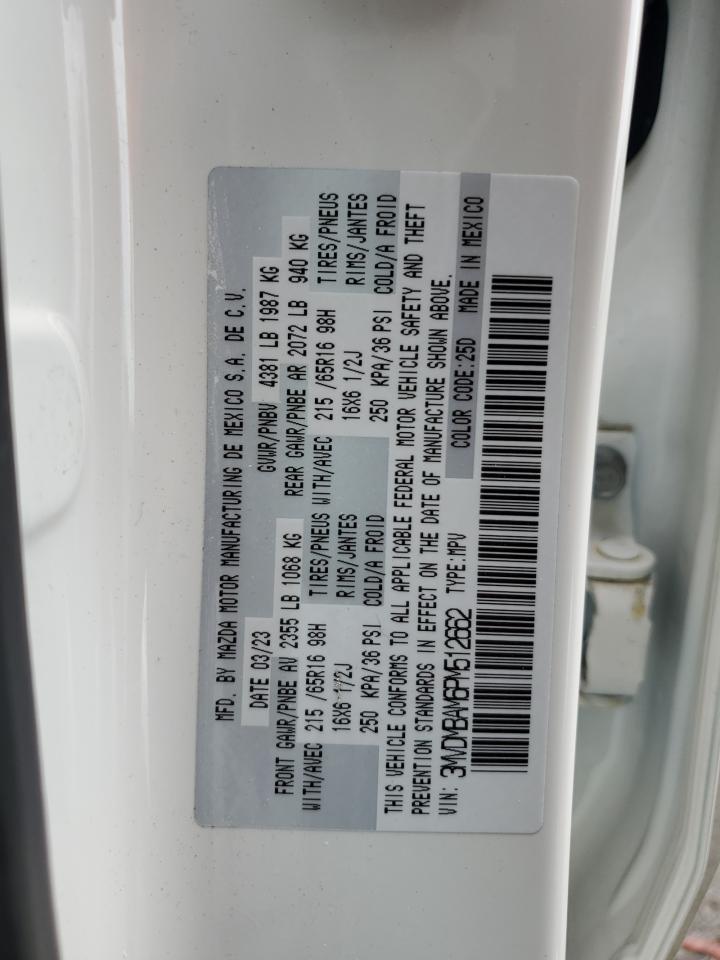 MFD. BY MAZDA MOTOR MANUFACTURING DE MEXICO S.A. DE C.V.
DATE 03/23 GVWR/PNBV 4381 LB 1987 KG
FRONT GAWR/PNBE AV 2355 LB 1068 KG REAR GAWR/PNBE AR 2072 LB 940 KG
WITH/AVEC 215 /65R16 98H TIRES/PNEUS WITH/AVEC 215 /65R16 98H TIRES/PNEUS
16X6 1/2J RIMS/JANTES 16X6 1/2J RIMS/JANTES
250 KPA/36 PSI COLD/A FROID 250 KPA/36 PSI COLD/A FROID
THIS VEHICLE CONFORMS TO ALL APPLICABLE FEDERAL MOTOR VEHICLE SAFETY AND THEFT
PREVENTION STANDARDS IN EFFECT ON THE DATE OF MANUFACTURE SHOWN ABOVE.
VIN: 3MVDMBAM6PM512662 TYPE:MPV COLOR CODE:25D MADE IN MEXICO